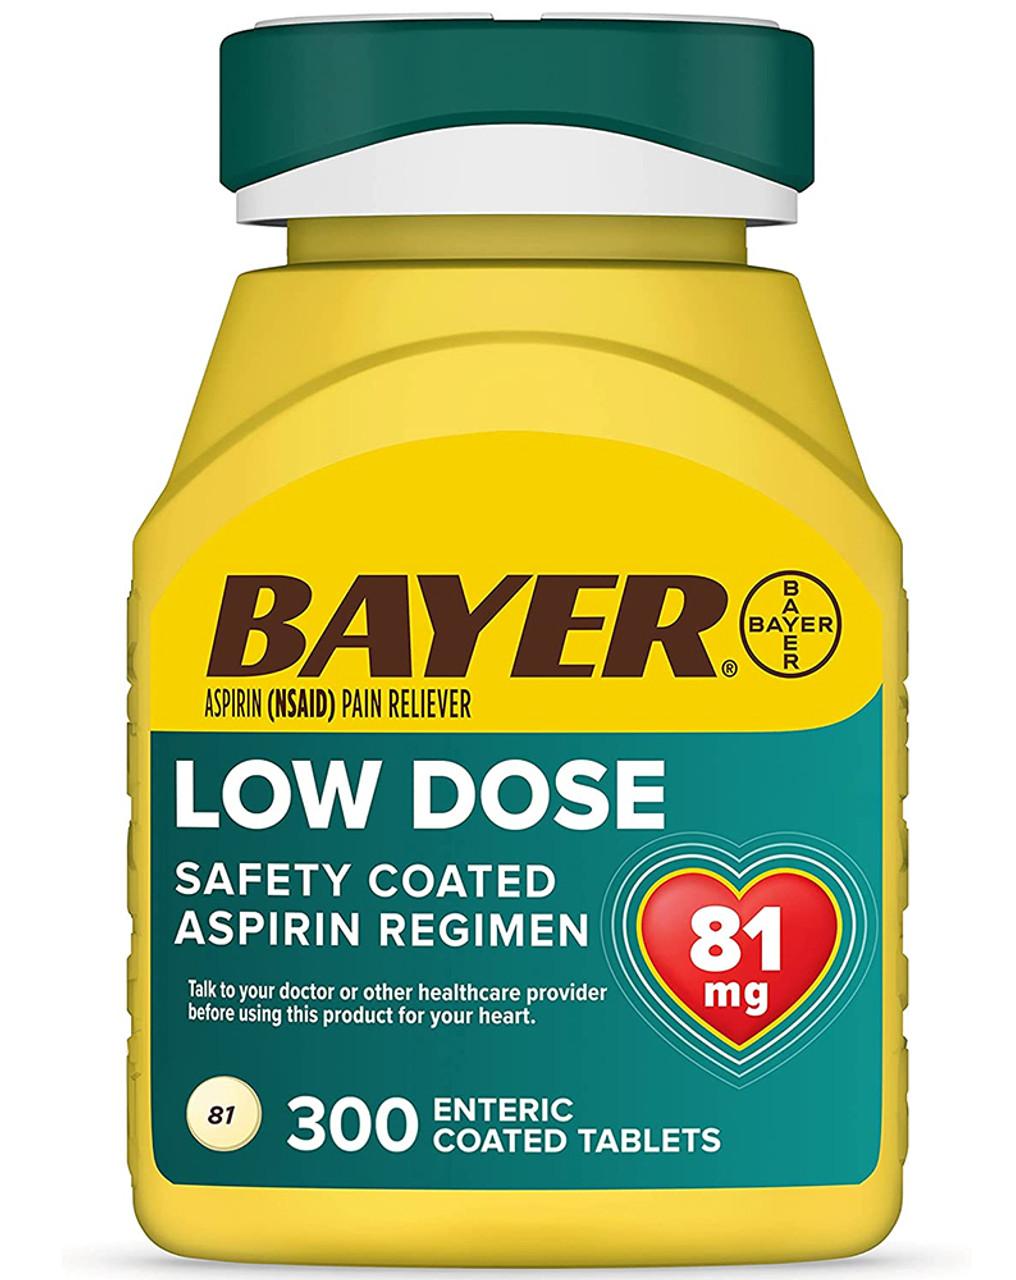 BAYER®
BAYER
BAYER
ASPIRIN (NSAID) PAIN RELIEVER
LOW DOSE
SAFETY COATED
ASPIRIN REGIMEN
81
mg
Talk to your doctor or other healthcare provider
before using this product for your heart.
81
300
ENTERIC
COATED TABLETS